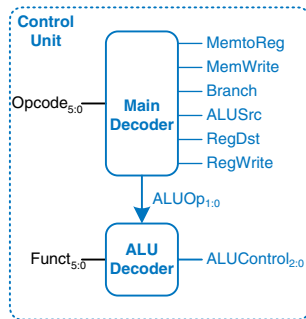 Control
Unit
MemtoReg
MemWrite
Branch
Opcode5:0
Main
Decoder
ALUSrc
RegDst
RegWrite
ALUOp1:0
Funct5:0
ALU
Decoder
ALUControl2:0